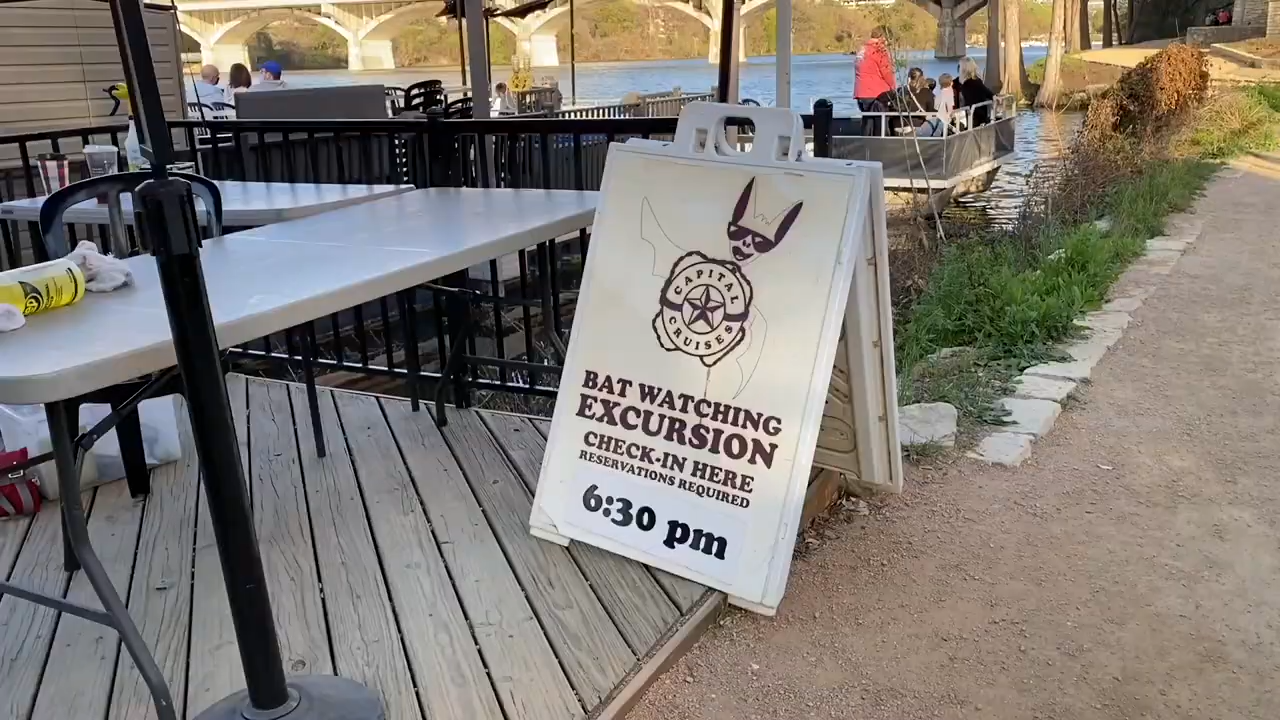 CAPITAL
CRUISES
BAT WATCHING
EXCURSION
CHECK-IN HERE
RESERVATIONS REQUIRED
6:30 pm